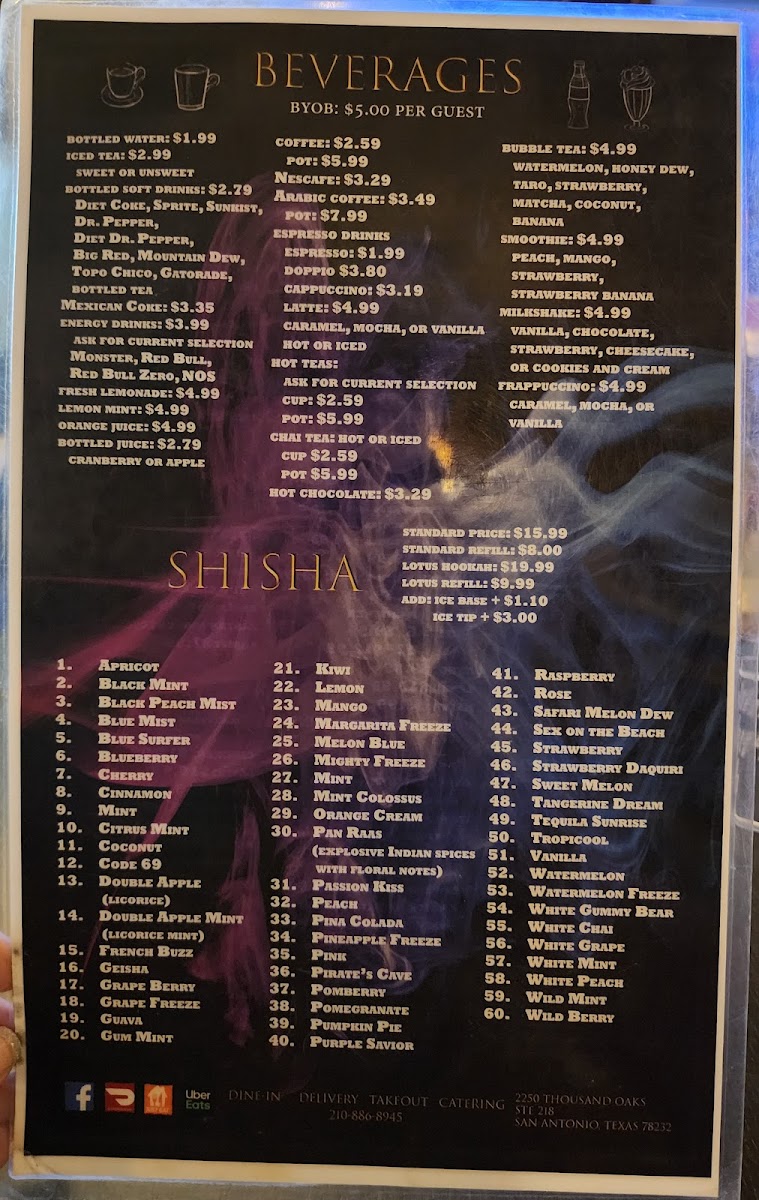 BEVERAGES
BYOB: $5.00 PER GUEST
BOTTLED WATER: $1.99
ICED TEA: $2.99
SWEET OR UNSWEET
BOTTLED SOFT DRINKS: $2.79
DIET COKE, SPRITE, SUNKIST,
DR. PEPPER,
DIET DR. PEPPER,
BIG RED, MOUNTAIN DEW,
TOPO CHICO, GATORADE,
BOTTLED TEA
MEXICAN COKE: $3.35
ENERGY DRINKS: $3.99
ASK FOR CURRENT SELECTION
MONSTER, RED BULL,
RED BULL ZERO, NOS
FRESH LEMONADE: $4.99
LEMON MINT: $4.99
ORANGE JUICE: $4.99
BOTTLED JUICE: $2.79
CRANBERRY OR APPLE
COFFEE: $2.59
POT: $5.99
NESCAFE: $3.29
ARABIC COFFEE: $3.49
POT: $7.99
ESPRESSO DRINKS
ESPRESSO: $1.99
DOPPIO $3.80
CAPPUCCINO: $3.19
LATTE: $4.99
CARAMEL, MOCHA, OR VANILLA
HOT OR ICED
HOT TEAS:
ASK FOR CURRENT SELECTION
CUP: $2.59
POT: $5.99
CHAI TEA: HOT OR ICED
CUP $2.59
POT $5.99
HOT CHOCOLATE: $3.29
BUBBLE TEA: $4.99
WATERMELON, HONEY DEW,
TARO, STRAWBERRY,
MATCHA, COCONUT,
BANANA
SMOOTHIE: $4.99
PEACH, MANGO,
STRAWBERRY,
STRAWBERRY BANANA
MILKSHAKE: $4.99
VANILLA, CHOCOLATE,
STRAWBERRY, CHEESECAKE,
OR COOKIES AND CREAM
FRAPPUCCINO: $4.99
CARAMEL, MOCHA, OR
VANILLA
SHISHA
STANDARD PRICE: $15.99
STANDARD REFILL: $8.00
LOTUS HOOKAH: $19.99
LOTUS REFILL: $9.99
ADD: ICE BASE + $1.10
ICE TIP + $3.00
1. APRICOT
2. BLACK MINT
3. BLACK PEACH MIST
4. BLUE MIST
5. BLUE SURFER
6. BLUEBERRY
7. CHERRY
8. CINNAMON
9. MINT
10. CITRUS MINT
11. COCONUT
12. CODE 69
13. DOUBLE APPLE
(LICORICE)
14. DOUBLE APPLE MINT
(LICORICE MINT)
15. FRENCH BUZZ
16. GEISHA
17. GRAPE BERRY
18. GRAPE FREEZE
19. GUAVA
20. GUM MINT
21. KIWI
22. LEMON
23. MANGO
24. MARGARITA FREEZE
25. MELON BLUE
26. MIGHTY FREEZE
27. MINT
28. MINT COLOSSUS
29. ORANGE CREAM
30. PAN RAAS
(EXPLOSIVE INDIAN SPICES
WITH FLORAL NOTES)
31. PASSION KISS
32. PEACH
33. PINA COLADA
34. PINEAPPLE FREEZE
35. PINK
36. PIRATE'S CAVE
37. POMBERRY
38. POMEGRANATE
39. PUMPKIN PIE
40. PURPLE SAVIOR
41. RASPBERRY
42. ROSE
43. SAFARI MELON DEW
44. SEX ON THE BEACH
45. STRAWBERRY
46. STRAWBERRY DAQUIRI
47. SWEET MELON
48. TANGERINE DREAM
49. TEQUILA SUNRISE
50. TROPICOOL
51. VANILLA
52. WATERMELON
53. WATERMELON FREEZE
54. WHITE GUMMY BEAR
55. WHITE CHAI
56. WHITE GRAPE
57. WHITE MINT
58. WHITE PEACH
59. WILD MINT
60. WILD BERRY
Uber
Eats
DINE-IN DELIVERY TAKEOUT CATERING
210-886-8945
2250 THOUSAND OAKS
STE 218
SAN ANTONIO, TEXAS 78232